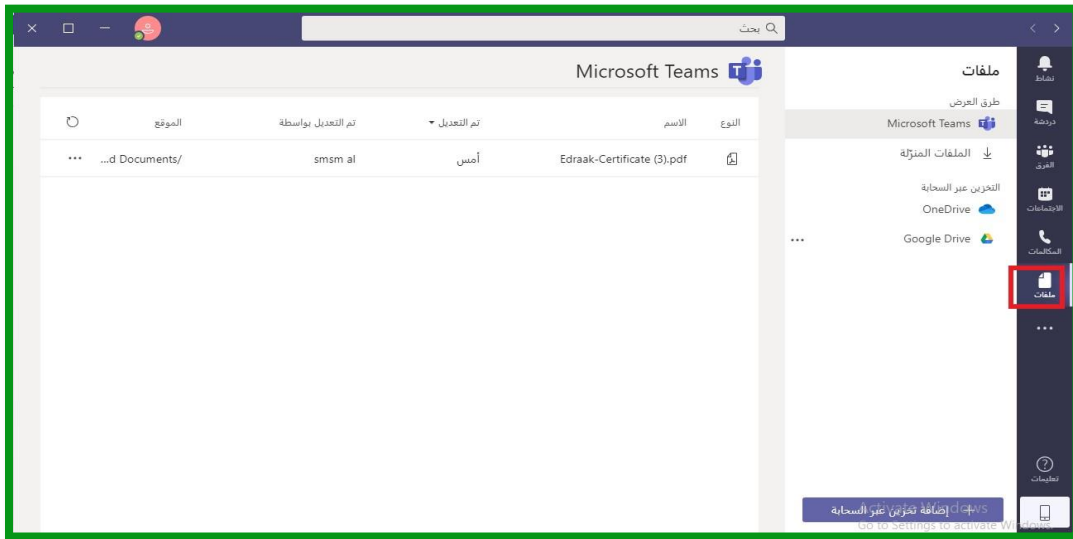 بحث
نشاط
دردشة
الفرق
الاجتماعات
المكالمات
ملفات
...
تعليمات
ملفات
طرق العرض
Microsoft Teams
الملفات المنزّلة
التخزين عبر السحابة
OneDrive
Google Drive ...
+ إضافة تخزين عبر السحابة
Microsoft Teams
النوع الاسم تم التعديل تم التعديل بواسطة الموقع
Edraak-Certificate (3).pdf أمس smsm al ...d Documents/ ...
Activate Windows
Go to Settings to activate Windows.